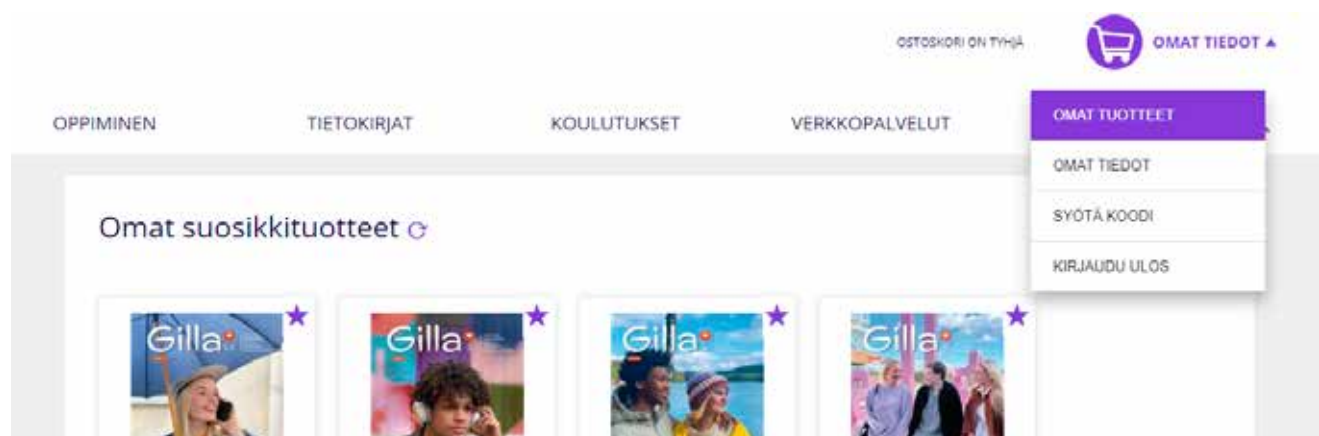 OSTOSKORI ON TYHJÄ
OMAT TIEDOT
OPPIMINEN
TIETOKIRJAT
KOULUTUKSET
VERKKOPALVELUT
OMAT TUOTTEET
OMAT TIEDOT
SYÖTÄ KOODI
KIRJAUDU ULOS
Omat suosikkituotteet
Gilla
Gilla
Gilla
Gilla